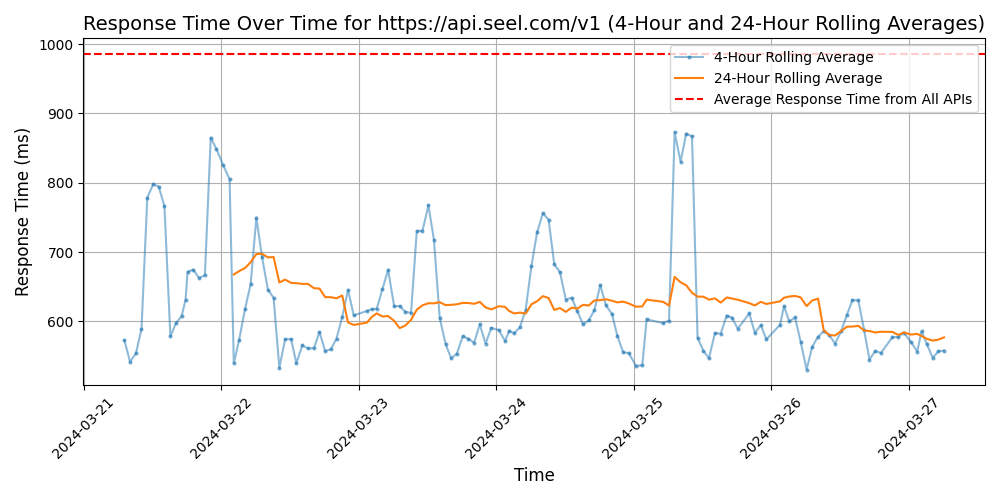 Response Time Over Time for https://api.seel.com/v1 (4-Hour and 24-Hour Rolling Averages)
4-Hour Rolling Average
24-Hour Rolling Average
Average Response Time from All APIs
Response Time (ms)
1000
900
800
700
600
2024-03-21
2024-03-22
2024-03-23
2024-03-24
2024-03-25
2024-03-26
2024-03-27
Time